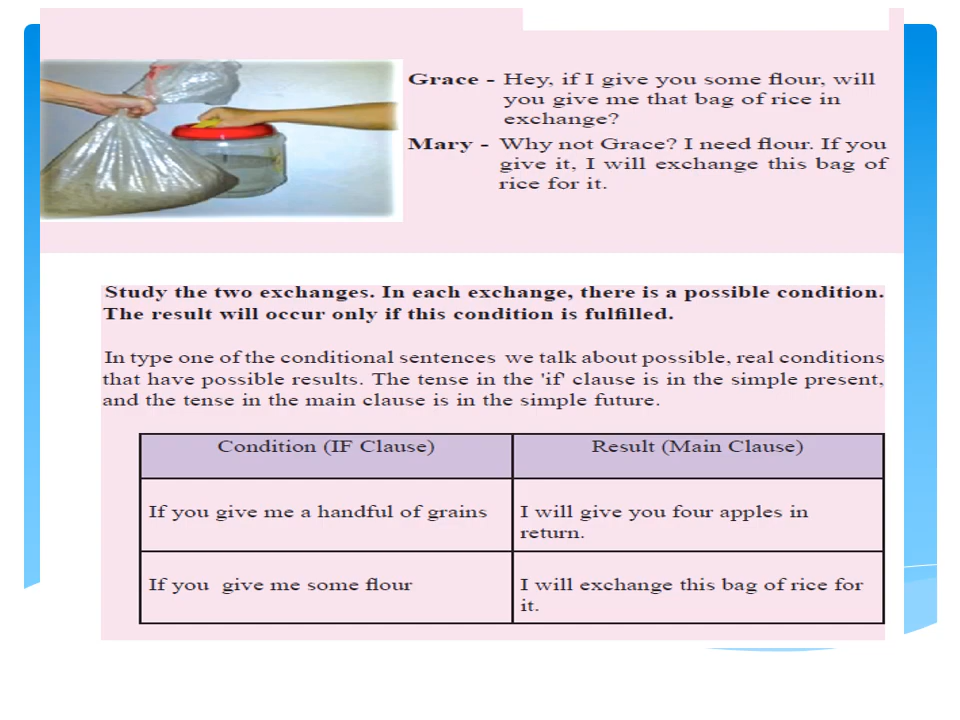 Grace - Hey, if I give you some flour, will
you give me that bag of rice in
exchange?
Mary - Why not Grace? I need flour. If you
give it, I will exchange this bag of
rice for it.
Study the two exchanges. In each exchange, there is a possible condition.
The result will occur only if this condition is fulfilled.
In type one of the conditional sentences we talk about possible, real conditions
that have possible results. The tense in the 'if' clause is in the simple present,
and the tense in the main clause is in the simple future.
Condition (IF Clause)
Result (Main Clause)
If you give me a handful of grains
I will give you four apples in
return.
If you give me some flour
I will exchange this bag of rice for
it.